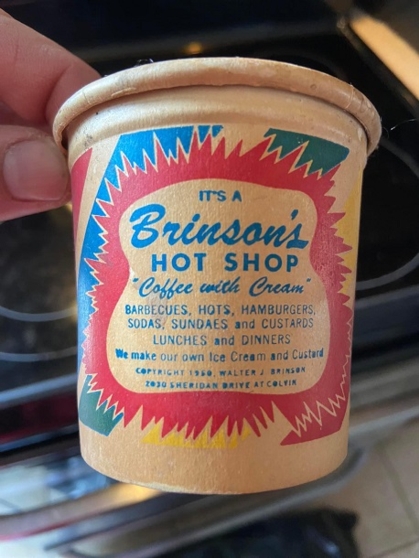 IT'S A
Brinson's
HOT SHOP
"Coffee with Cream"
BARBECUES, HOTS, HAMBURGERS,
SODAS, SUNDAES and CUSTARDS
LUNCHES and DINNERS
We make our own Ice Cream and Custard
COPYRIGHT 1950, WALTER J BRINSON
2030 SHERIDAN DRIVE AT COLVIN